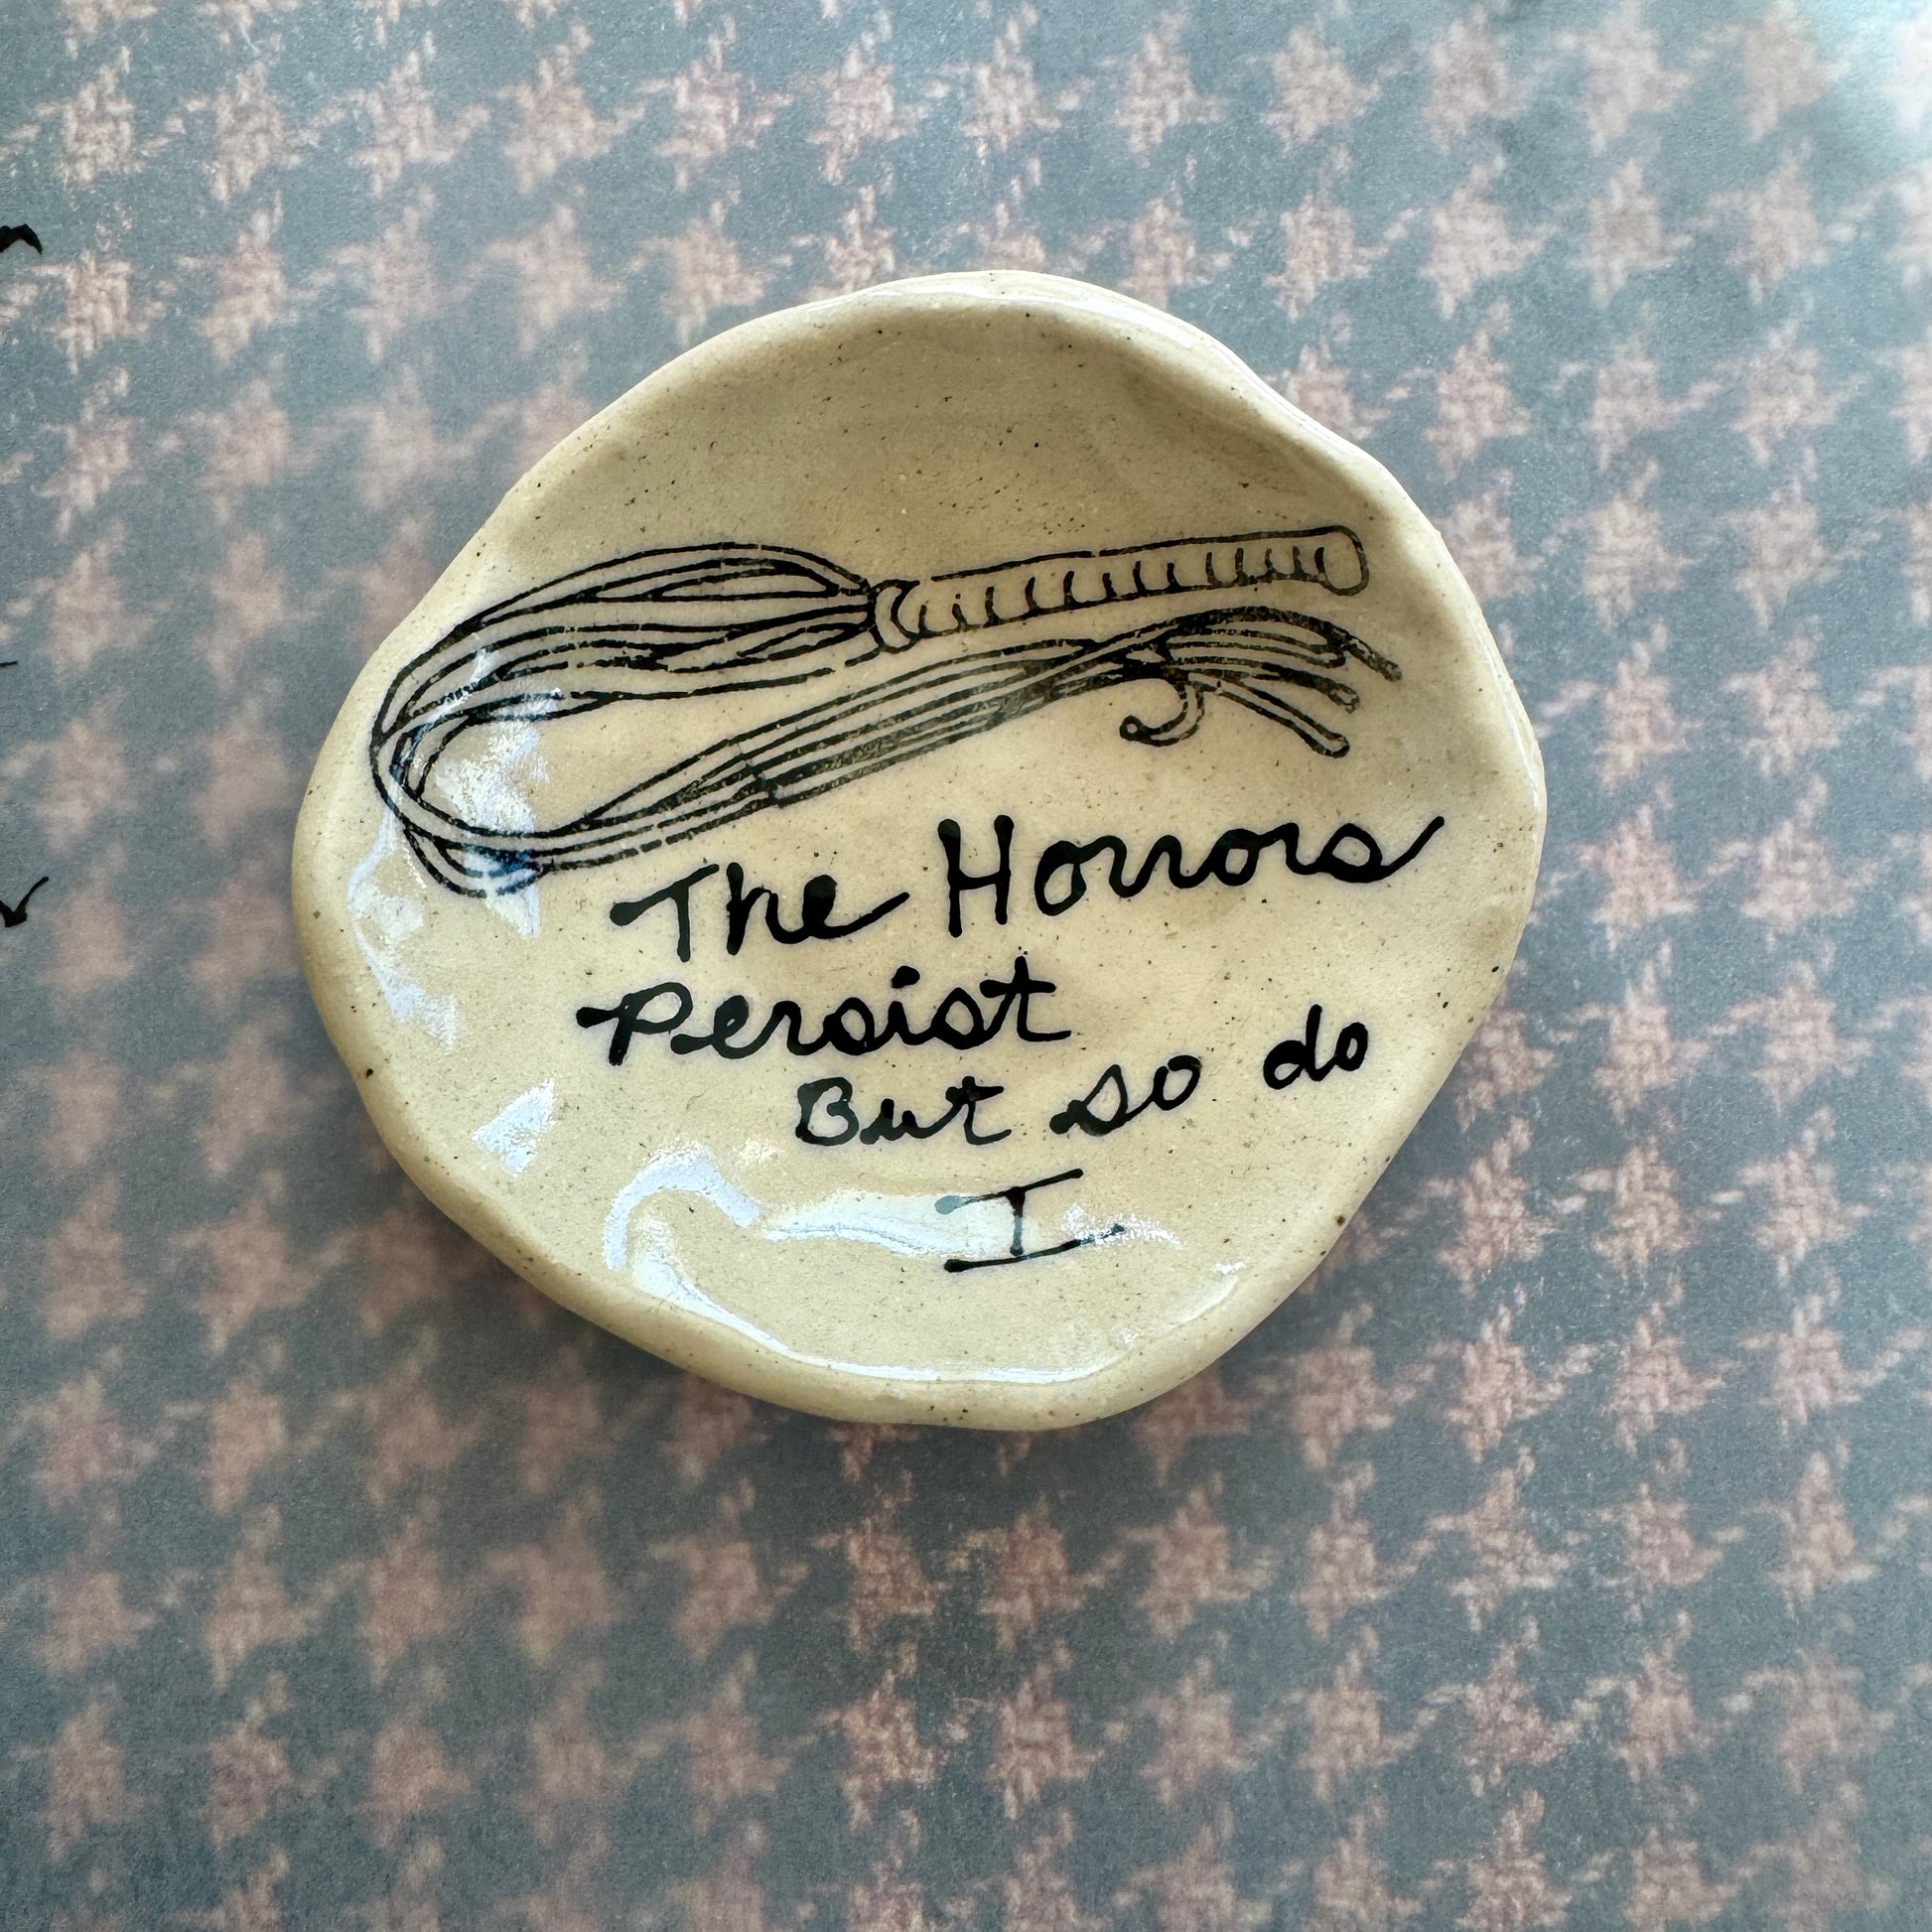 The Horrors
Persist
But so do
I